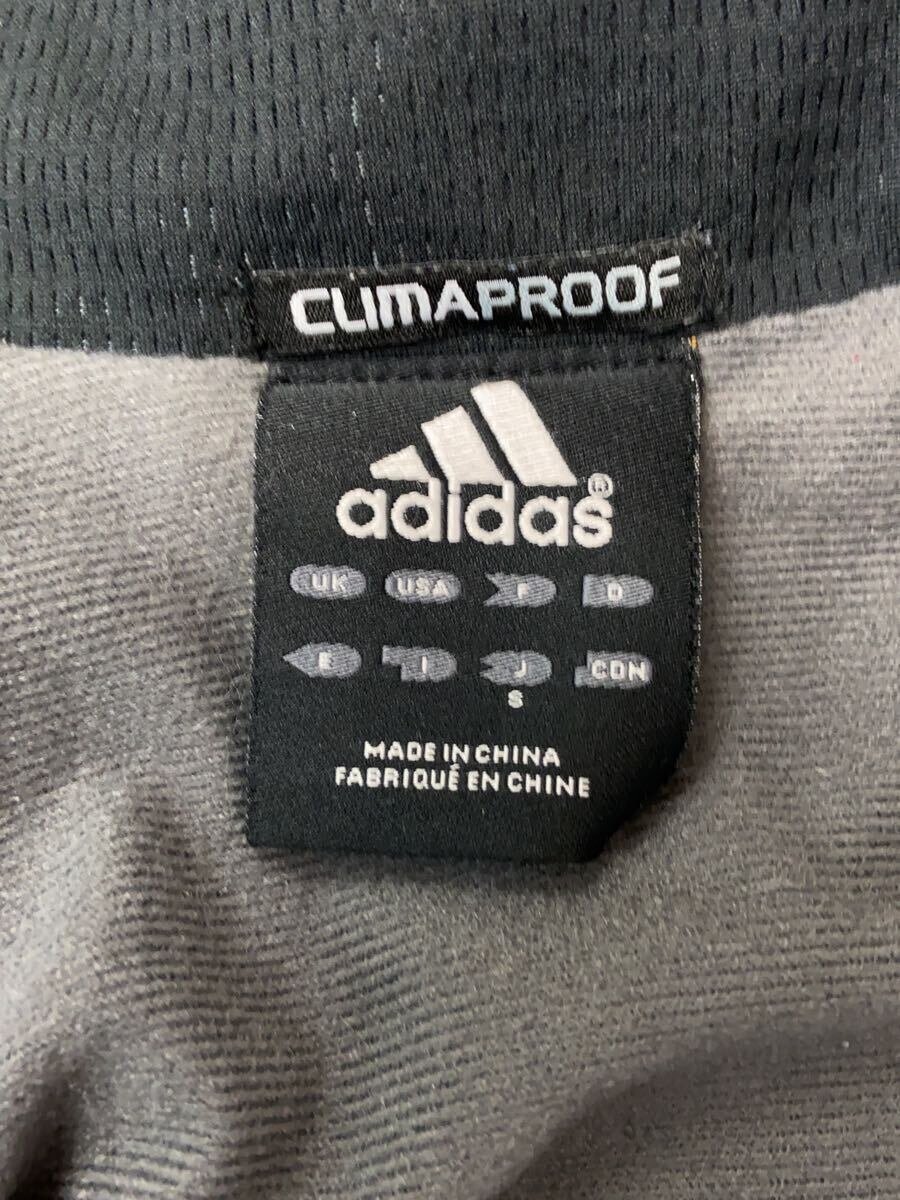 CLIMAPROOF
adidas®
UK USA F D
E I J CDN
S
MADE IN CHINA
FABRIQUÉ EN CHINE